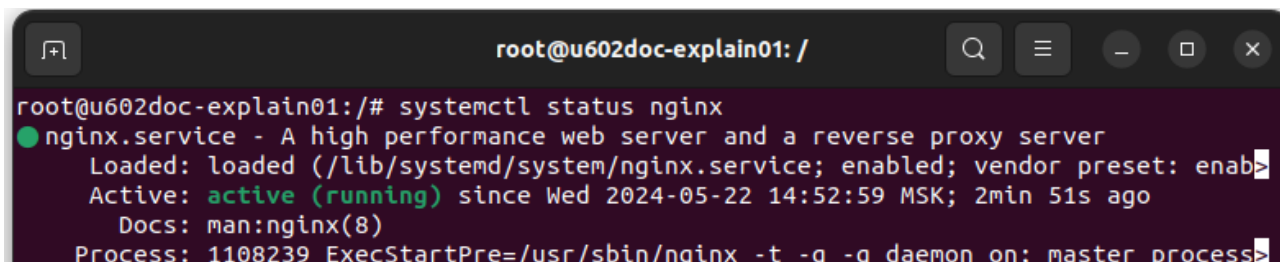 root@u602doc-explain01: /
root@u602doc-explain01:/# systemctl status nginx
nginx.service - A high performance web server and a reverse proxy server
Loaded: loaded (/lib/systemd/system/nginx.service; enabled; vendor preset: enab>
Active: active (running) since Wed 2024-05-22 14:52:59 MSK; 2min 51s ago
Docs: man:nginx(8)
Process: 1108239 ExecStartPre=/usr/sbin/nginx -t -q -g daemon on; master_process>